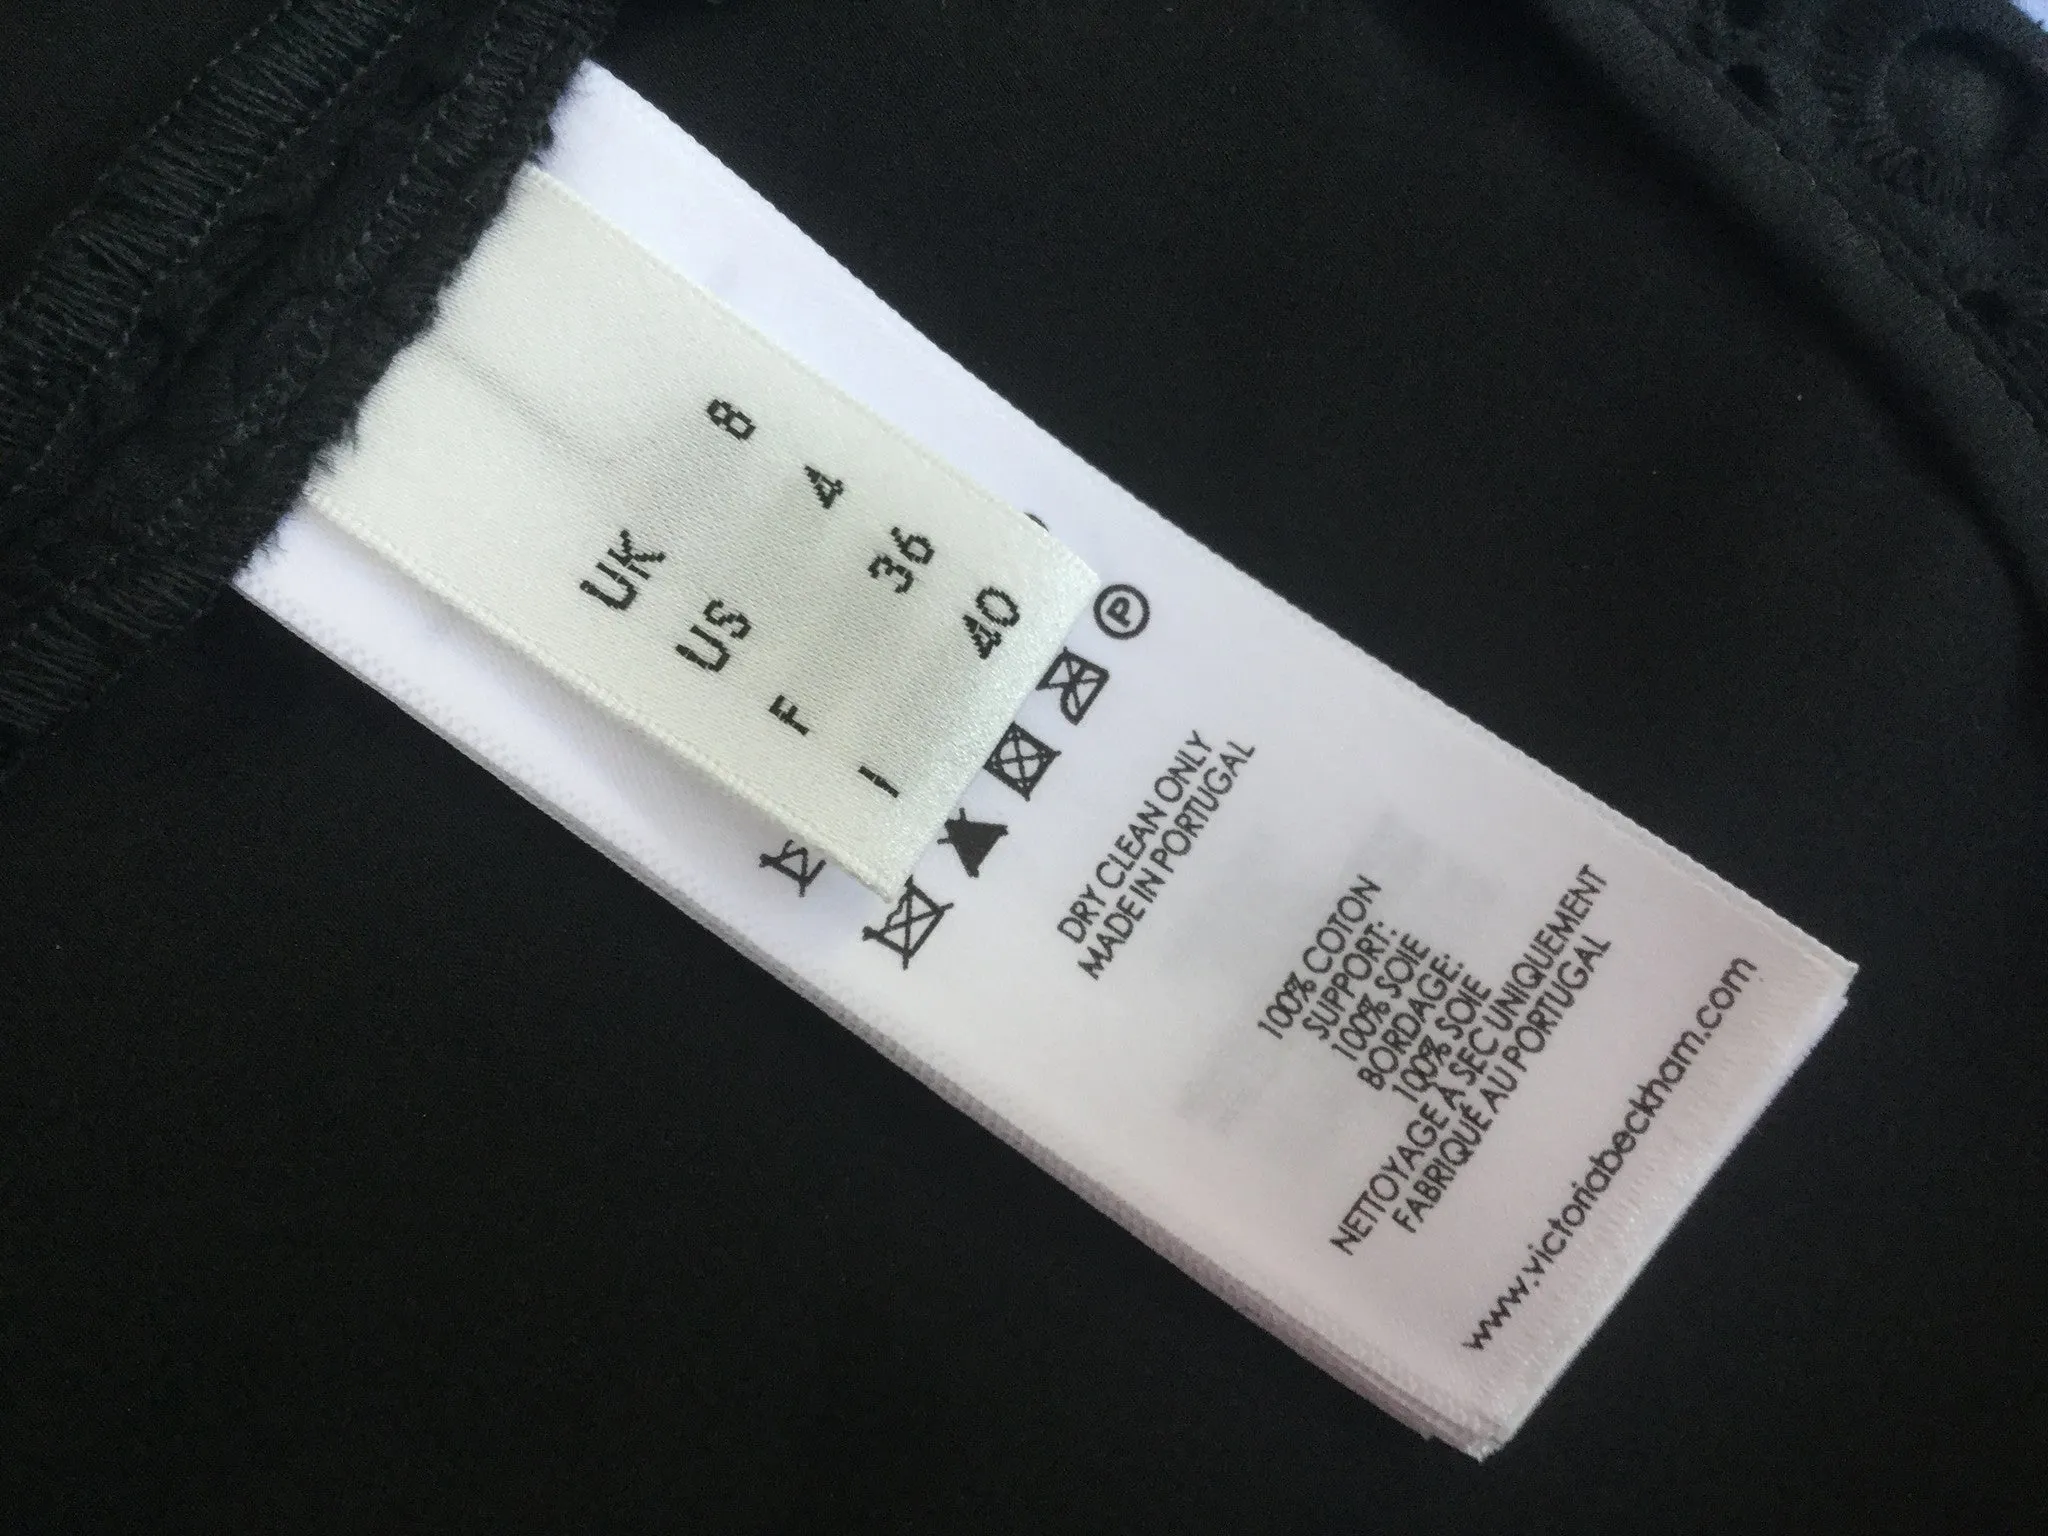 UK 8
US 4
F 36
I 40
P
DRY CLEAN ONLY
MADE IN PORTUGAL
100% COTON
SUPPORT:
100% SOIE
BORDAGE:
100% SOIE
NETTOYAGE À SEC UNIQUEMENT
FABRIQUÉ AU PORTUGAL
www.victoriabeckham.com